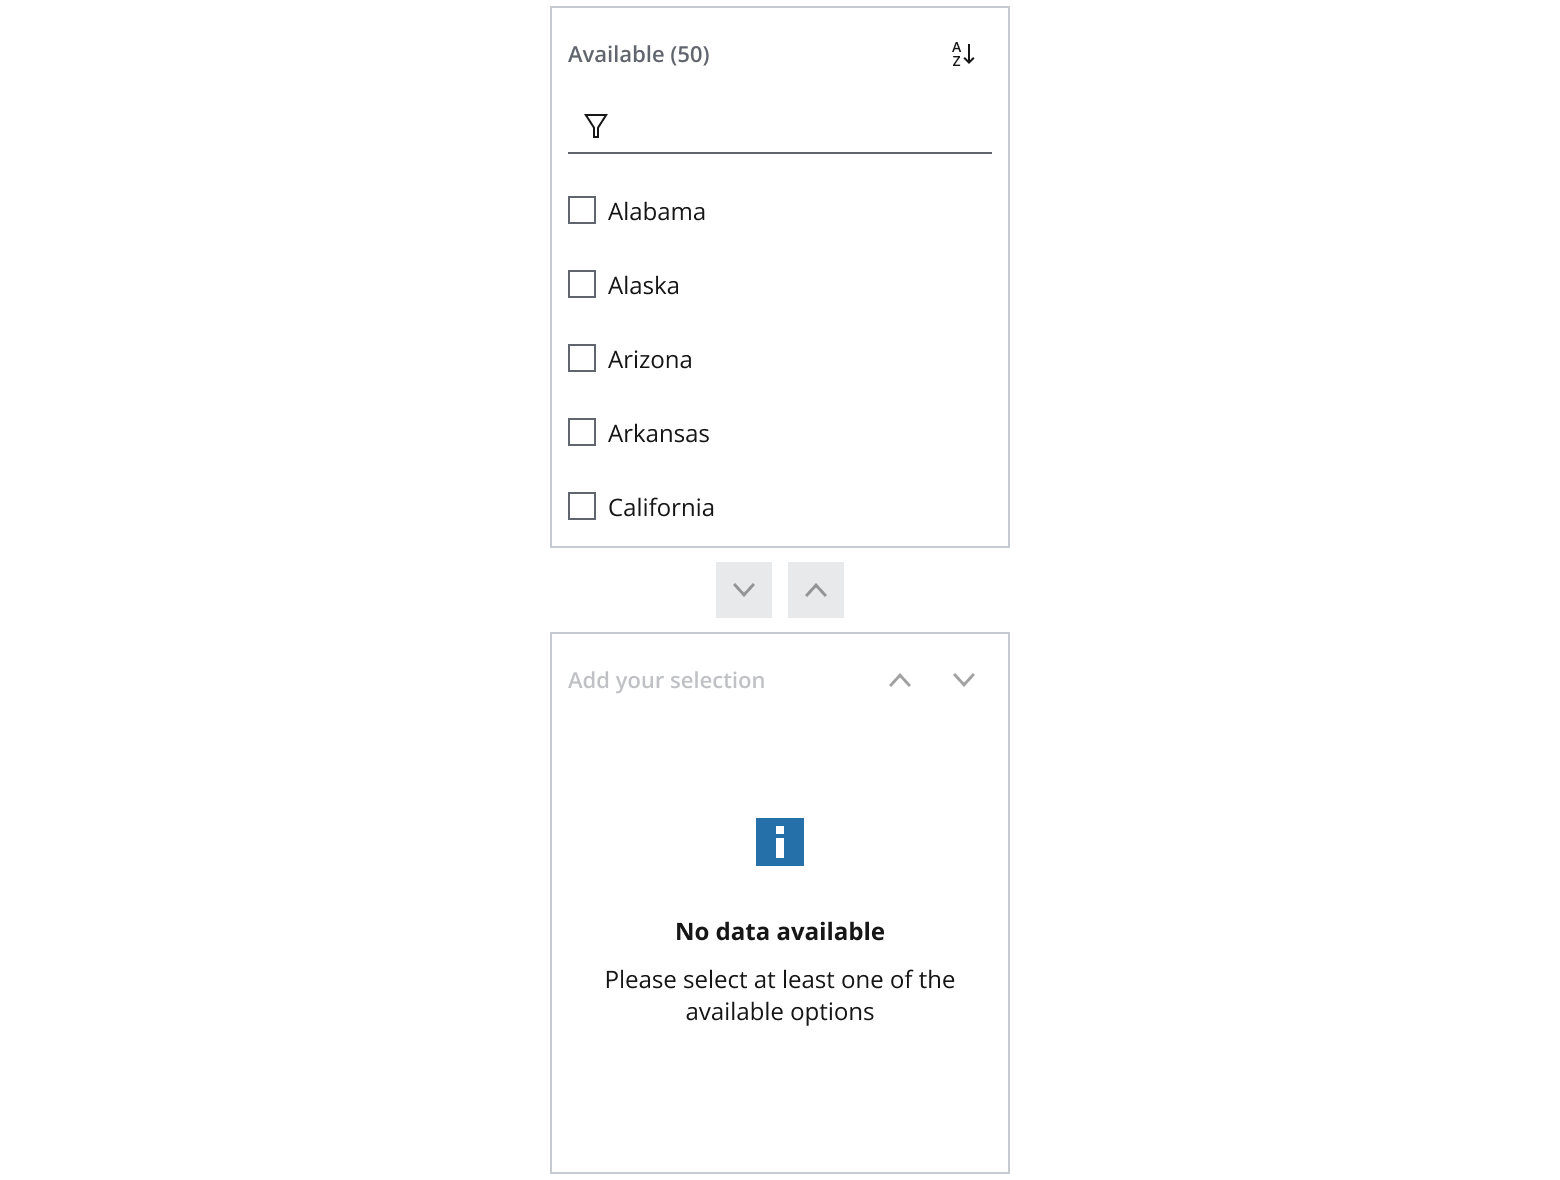 Available (50)
A
Z
Alabama
Alaska
Arizona
Arkansas
California
Add your selection
No data available
Please select at least one of the
available options